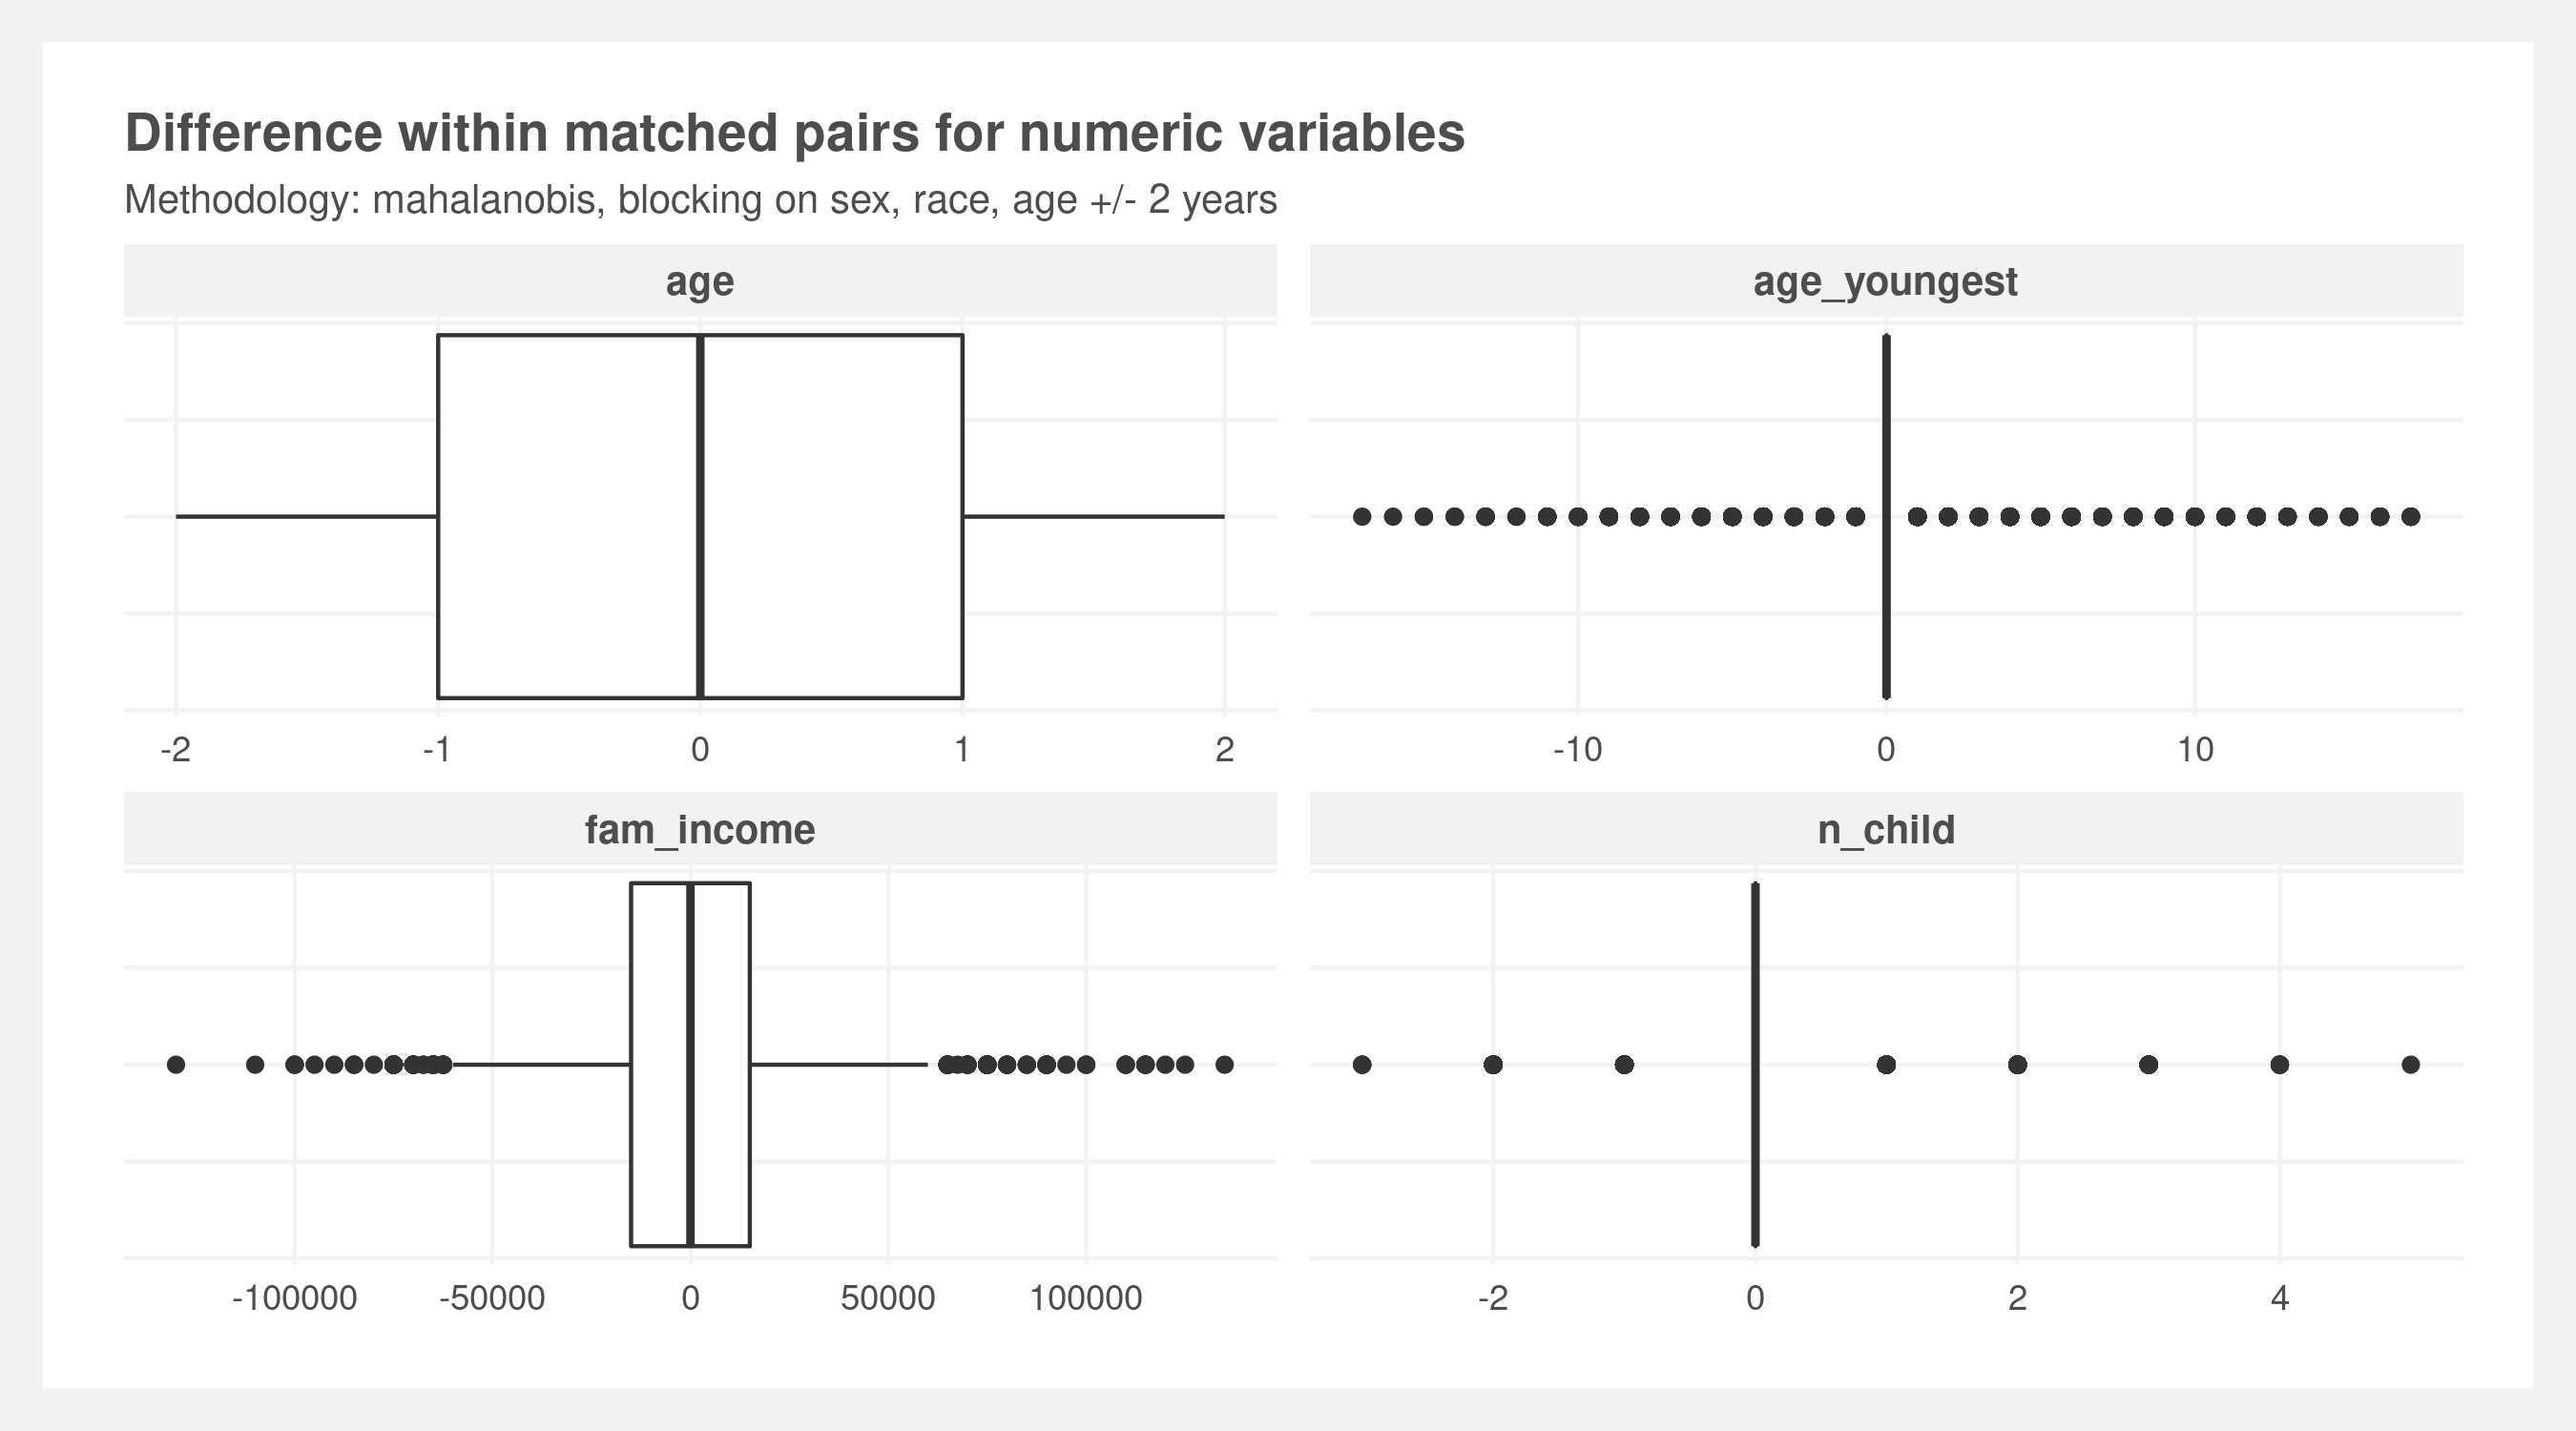 Difference within matched pairs for numeric variables
Methodology: mahalanobis, blocking on sex, race, age +/- 2 years
age
age_youngest
-2 -1 0 1 2
-10 0 10
fam_income
n_child
-100000 -50000 0 50000 100000
-2 0 2 4